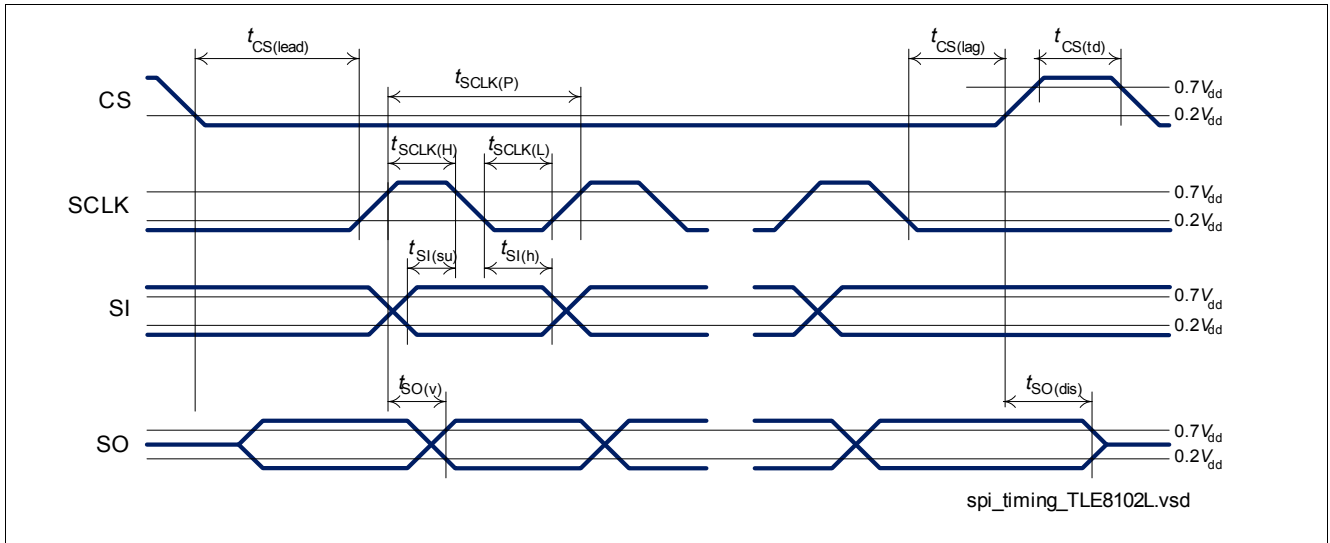 tCS(lead)
tCS(lag)
tCS(td)
CS
tSCLK(P)
0.7Vdd
0.2Vdd
tSCLK(H)
tSCLK(L)
SCLK
0.7Vdd
0.2Vdd
tSI(su)
tSI(h)
SI
0.7Vdd
0.2Vdd
tSO(v)
tSO(dis)
SO
0.7Vdd
0.2Vdd
spi_timing_TLE8102L.vsd